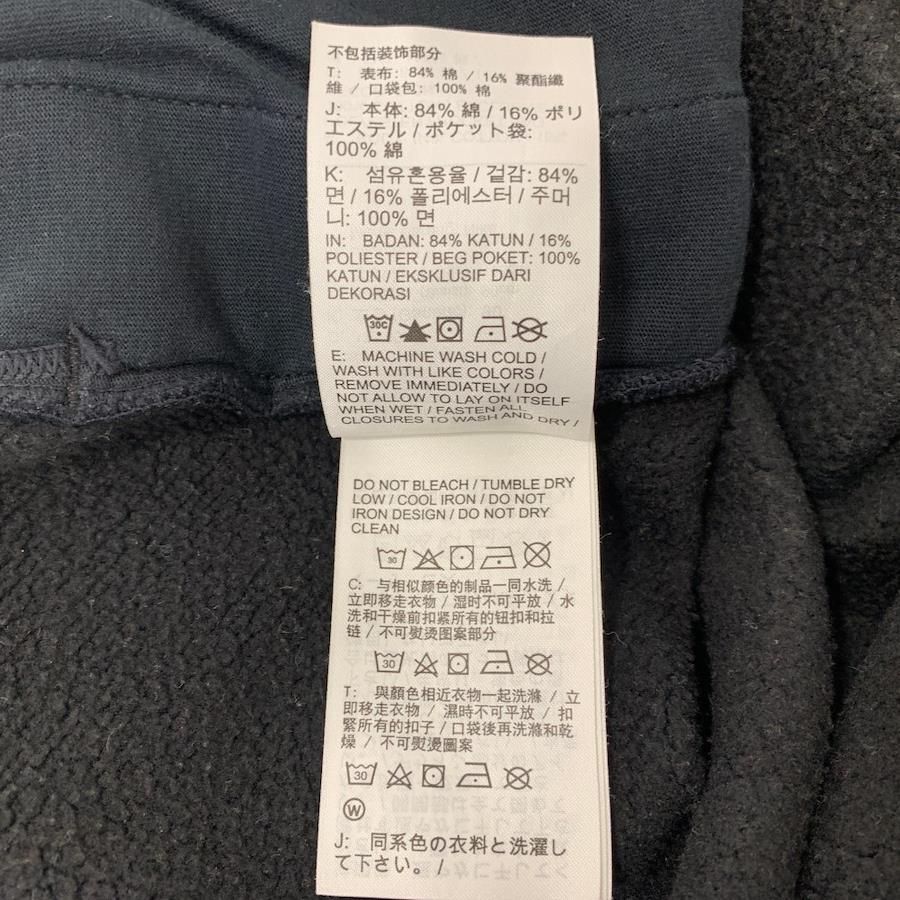 不包括装饰部分
T: 表布: 84% 棉 / 16% 聚酯纖
維 / 口袋包: 100% 棉
J: 本体: 84% 綿 / 16% ポリ
エステル / ポケット袋:
100% 綿
K: 섬유혼용율 / 겉감: 84%
면 / 16% 폴리에스터 / 주머
니: 100% 면
IN: BADAN: 84% KATUN / 16%
POLIESTER / BEG POKET: 100%
KATUN / EKSKLUSIF DARI
DEKORASI
30C
E: MACHINE WASH COLD /
WASH WITH LIKE COLORS /
REMOVE IMMEDIATELY / DO
NOT ALLOW TO LAY ON ITSELF
WHEN WET / FASTEN ALL
CLOSURES TO WASH AND DRY /
DO NOT BLEACH / TUMBLE DRY
LOW / COOL IRON / DO NOT
IRON DESIGN / DO NOT DRY
CLEAN
30
C: 与相似颜色的制品一同水洗 /
立即移走衣物 / 湿时不可平放 / 水
洗和干燥前扣紧所有的钮扣和拉
链 / 不可熨烫图案部分
30
T: 與顏色相近衣物一起洗滌 / 立
即移走衣物 / 濕時不可平放 / 扣
緊所有的扣子 / 口袋後再洗滌和乾
燥 / 不可熨燙圖案
30
W
J: 同系色の衣料と洗濯し
て下さい。 /